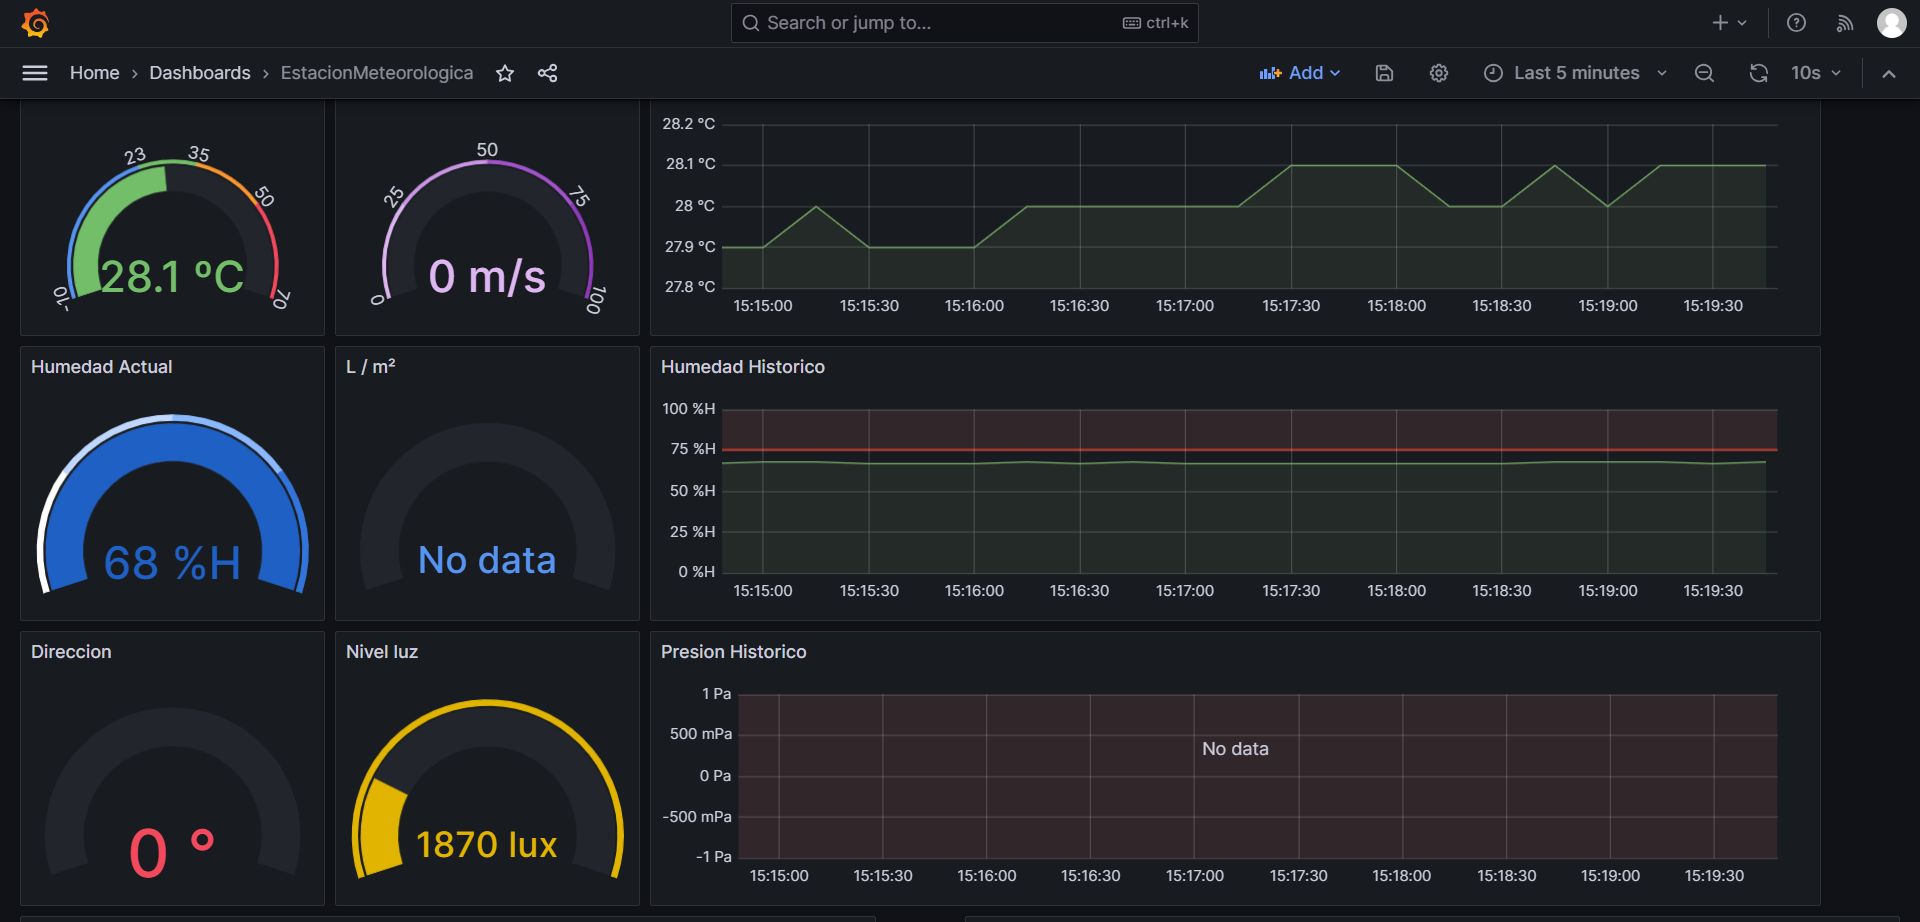 Search or jump to...
ctrl+k
Home › Dashboards › EstacionMeteorologica
Add
Last 5 minutes
10s
-10
23
35
50
70
28.1 ºC
0
25
50
75
100
0 m/s
28.2 °C
28.1 °C
28 °C
27.9 °C
27.8 °C
15:15:00 15:15:30 15:16:00 15:16:30 15:17:00 15:17:30 15:18:00 15:18:30 15:19:00 15:19:30
Humedad Actual
68 %H
L / m²
No data
Humedad Historico
100 %H
75 %H
50 %H
25 %H
0 %H
15:15:00 15:15:30 15:16:00 15:16:30 15:17:00 15:17:30 15:18:00 15:18:30 15:19:00 15:19:30
Direccion
0 °
Nivel luz
1870 lux
Presion Historico
1 Pa
500 mPa
0 Pa
-500 mPa
-1 Pa
No data
15:15:00 15:15:30 15:16:00 15:16:30 15:17:00 15:17:30 15:18:00 15:18:30 15:19:00 15:19:30